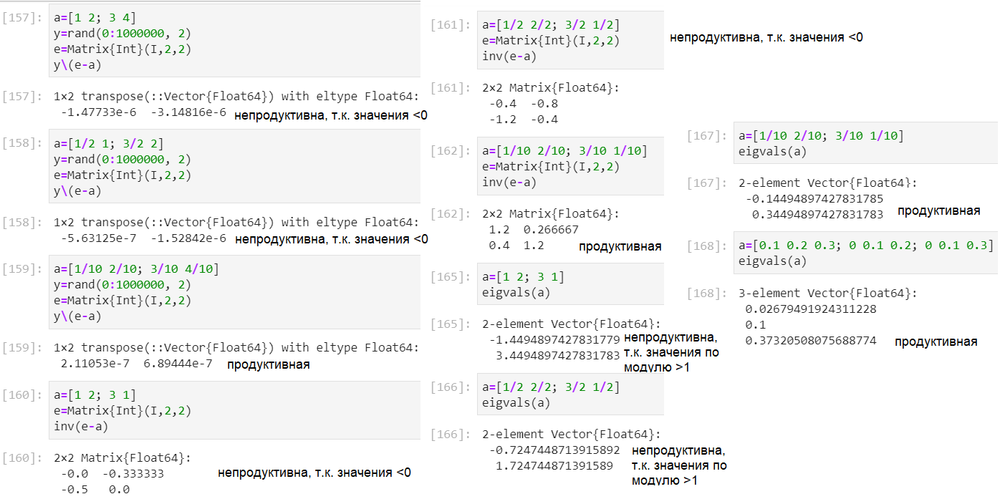 [157]: a=[1 2; 3 4]
y=rand(0:1000000, 2)
e=Matrix{Int}(I,2,2)
y\(e-a)
[157]: 1×2 transpose(::Vector{Float64}) with eltype Float64:
-1.47733e-6  -3.14816e-6 непродуктивна, т.к. значения <0
[158]: a=[1/2 1; 3/2 2]
y=rand(0:1000000, 2)
e=Matrix{Int}(I,2,2)
y\(e-a)
[158]: 1×2 transpose(::Vector{Float64}) with eltype Float64:
-5.63125e-7  -1.52842e-6 непродуктивна, т.к. значения <0
[159]: a=[1/10 2/10; 3/10 4/10]
y=rand(0:1000000, 2)
e=Matrix{Int}(I,2,2)
y\(e-a)
[159]: 1×2 transpose(::Vector{Float64}) with eltype Float64:
2.11053e-7  6.89444e-7 продуктивная
[160]: a=[1 2; 3 1]
e=Matrix{Int}(I,2,2)
inv(e-a)
[160]: 2×2 Matrix{Float64}:
-0.0  -0.333333 непродуктивна, т.к. значения <0
-0.5   0.0
[161]: a=[1/2 2/2; 3/2 1/2]
e=Matrix{Int}(I,2,2)
inv(e-a)
непродуктивна, т.к. значения <0
[161]: 2×2 Matrix{Float64}:
-0.4  -0.8
-1.2  -0.4
[162]: a=[1/10 2/10; 3/10 1/10]
e=Matrix{Int}(I,2,2)
inv(e-a)
[162]: 2×2 Matrix{Float64}:
1.2  0.266667
0.4  1.2 продуктивная
[165]: a=[1 2; 3 1]
eigvals(a)
[165]: 2-element Vector{Float64}:
-1.4494897427831779 непродуктивна,
3.4494897427831783 т.к. значения по
модулю >1
[166]: a=[1/2 2/2; 3/2 1/2]
eigvals(a)
[166]: 2-element Vector{Float64}:
-0.7247448713915892 непродуктивна,
1.724744871391589 т.к. значения по
модулю >1
[167]: a=[1/10 2/10; 3/10 1/10]
eigvals(a)
[167]: 2-element Vector{Float64}:
-0.14494897427831785
0.34494897427831783 продуктивная
[168]: a=[0.1 0.2 0.3; 0 0.1 0.2; 0 0.1 0.3]
eigvals(a)
[168]: 3-element Vector{Float64}:
0.02679491924311228
0.1
0.37320508075688774 продуктивная